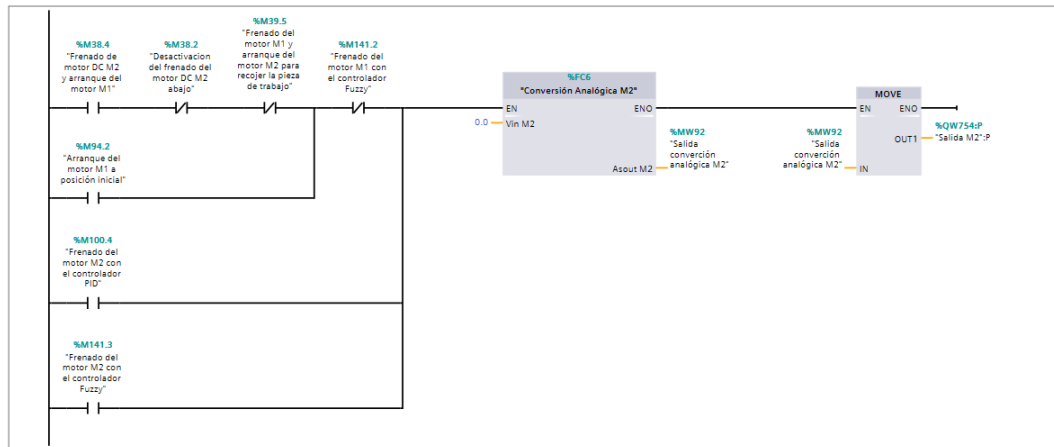 %M38.4
"Frenado de
motor DC M2
y arranque del
motor M1"
%M38.2
"Desactivacion
del frenado del
motor DC M2
abajo"
%M39.5
"Frenado del
motor M1 y
arranque del
motor M2 para
recojer la pieza
de trabajo"
%M141.2
"Frenado del
motor M1 con
el controlador
Fuzzy"
%M94.2
"Arranque del
motor M1 a
posición inicial"
%M100.4
"Frenado del
motor M2 con
el controlador
PID"
%M141.3
"Frenado del
motor M2 con
el controlador
Fuzzy"
%FC6
"Conversión Analógica M2"
EN
ENO
0.0
Vin M2
Asout M2
%MW92
"Salida
converción
analógica M2"
MOVE
EN
ENO
%MW92
"Salida
converción
analógica M2"
IN
OUT1
%QW754:P
"Salida M2":P